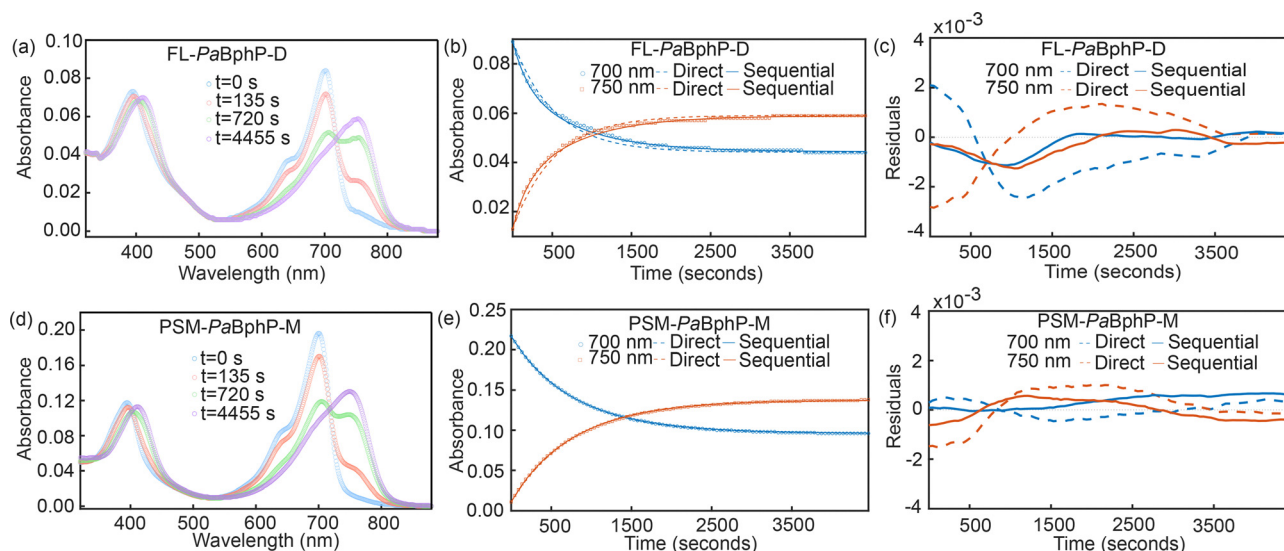 (a)
FL-PaBphP-D
t=0 s
t=135 s
t=720 s
t=4455 s
Absorbance
0.10
0.08
0.06
0.04
0.02
0.00
400
500
600
700
800
Wavelength (nm)
(b)
FL-PaBphP-D
700 nm Direct Sequential
750 nm Direct Sequential
Absorbance
0.08
0.06
0.04
0.02
500
1500
2500
3500
Time (seconds)
(c)
x10-3
FL-PaBphP-D
700 nm Direct Sequential
750 nm Direct Sequential
Residuals
4
2
0
-2
-4
500
1500
2500
3500
Time (seconds)
(d)
PSM-PaBphP-M
t=0 s
t=135 s
t=720 s
t=4455 s
Absorbance
0.20
0.15
0.10
0.05
0.00
400
500
600
700
800
Wavelength (nm)
(e)
PSM-PaBphP-M
700 nm Direct Sequential
750 nm Direct Sequential
Absorbance
0.25
0.20
0.15
0.10
0.05
0.00
500
1500
2500
3500
Time (seconds)
(f)
x10-3
PSM-PaBphP-M
700 nm Direct Sequential
750 nm Direct Sequential
Residuals
4
2
0
-2
-4
500
1500
2500
3500
Time (seconds)